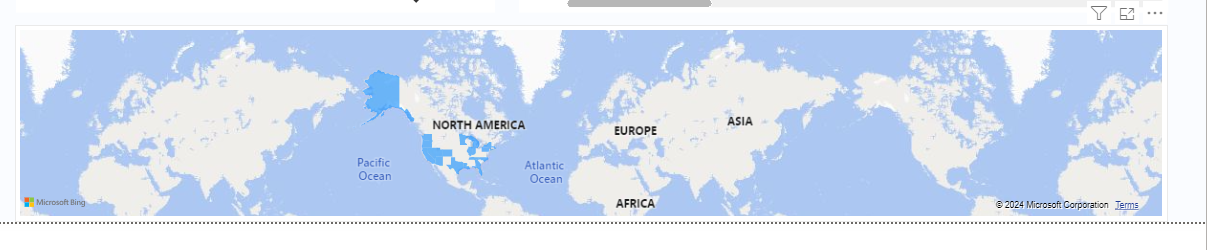 NORTH AMERICA
EUROPE
ASIA
Pacific
Ocean
Atlantic
Ocean
AFRICA
Microsoft Bing
© 2024 Microsoft Corporation Terms